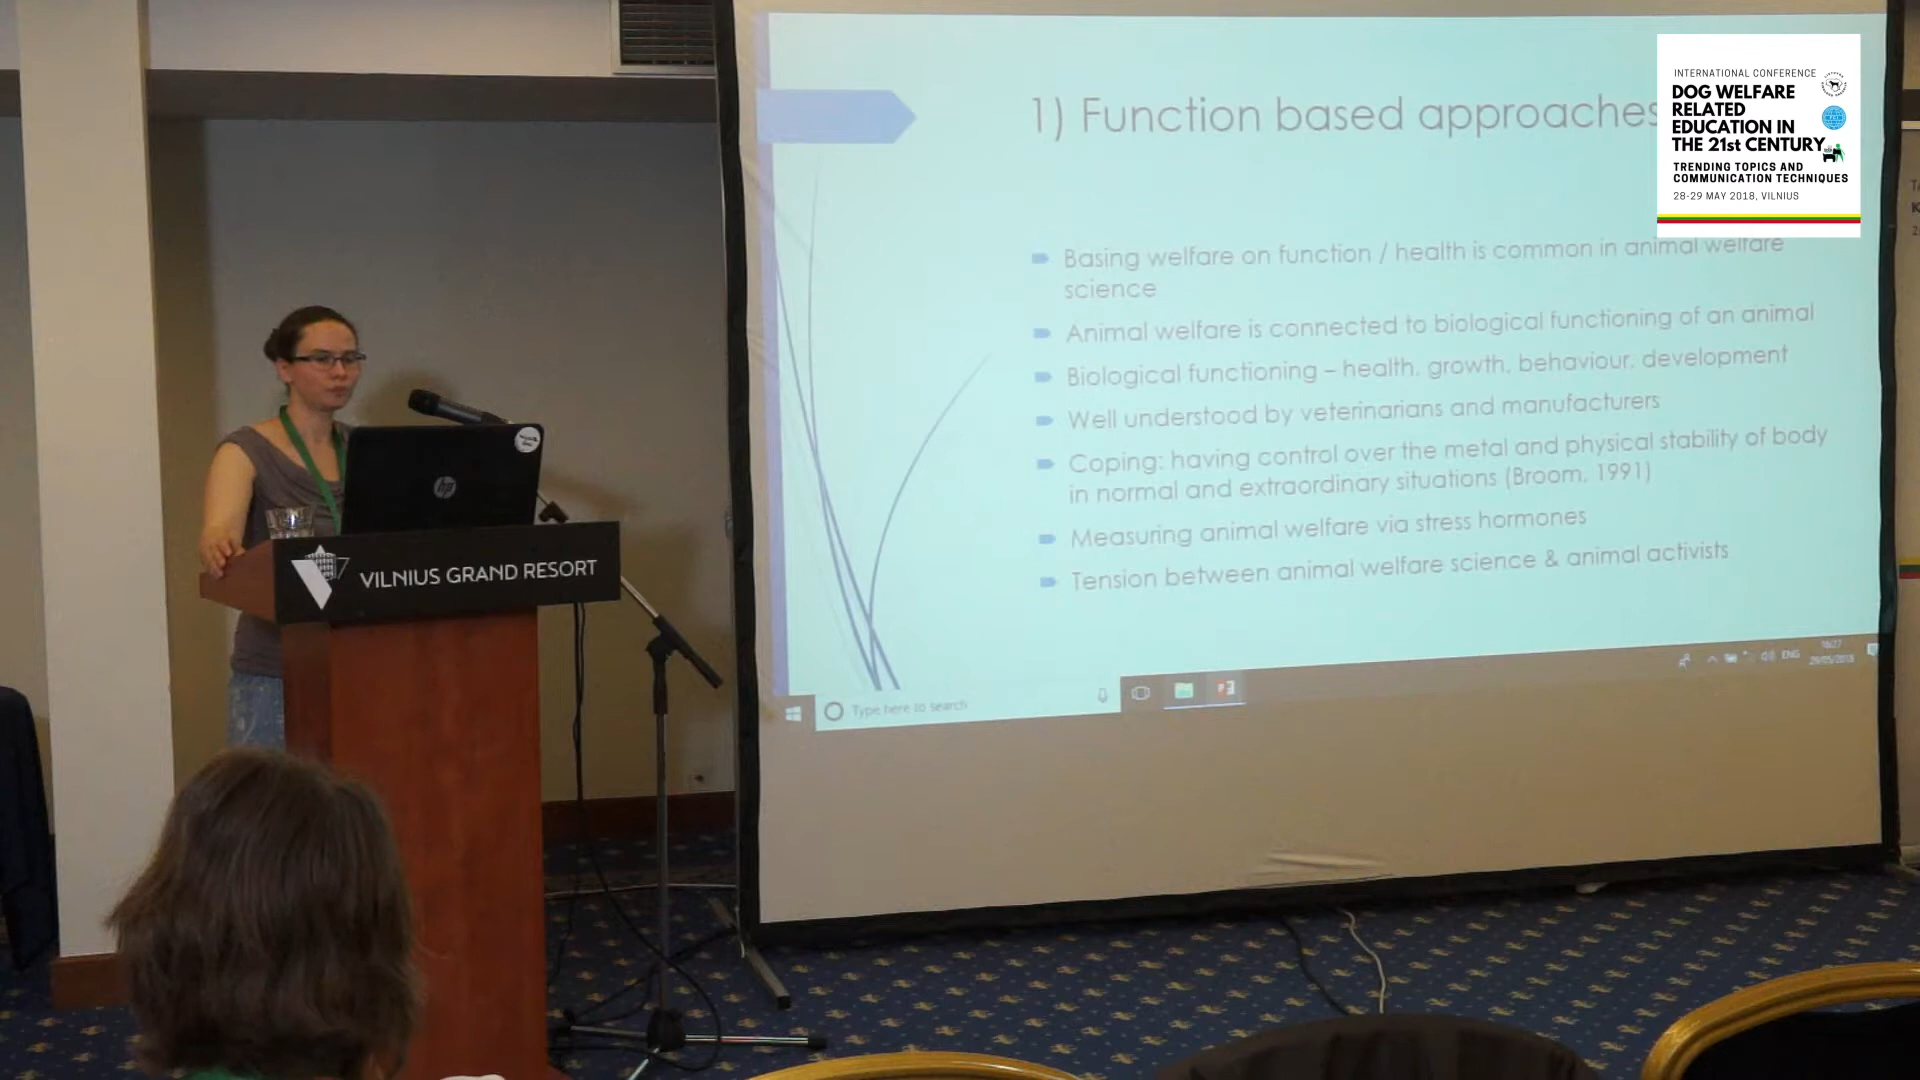 1) Function based approaches
Basing welfare on function / health is common in animal welfare
science
Animal welfare is connected to biological functioning of an animal
Biological functioning – health, growth, behaviour, development
Well understood by veterinarians and manufacturers
Coping: having control over the metal and physical stability of body
in normal and extraordinary situations (Broom, 1991)
Measuring animal welfare via stress hormones
Tension between animal welfare science & animal activists
Type here to search
ENG
16:27
29/05/2018
INTERNATIONAL CONFERENCE
DOG WELFARE
RELATED
EDUCATION IN
THE 21st CENTURY
TRENDING TOPICS AND
COMMUNICATION TECHNIQUES
28-29 MAY 2018, VILNIUS
hp
VILNIUS GRAND RESORT